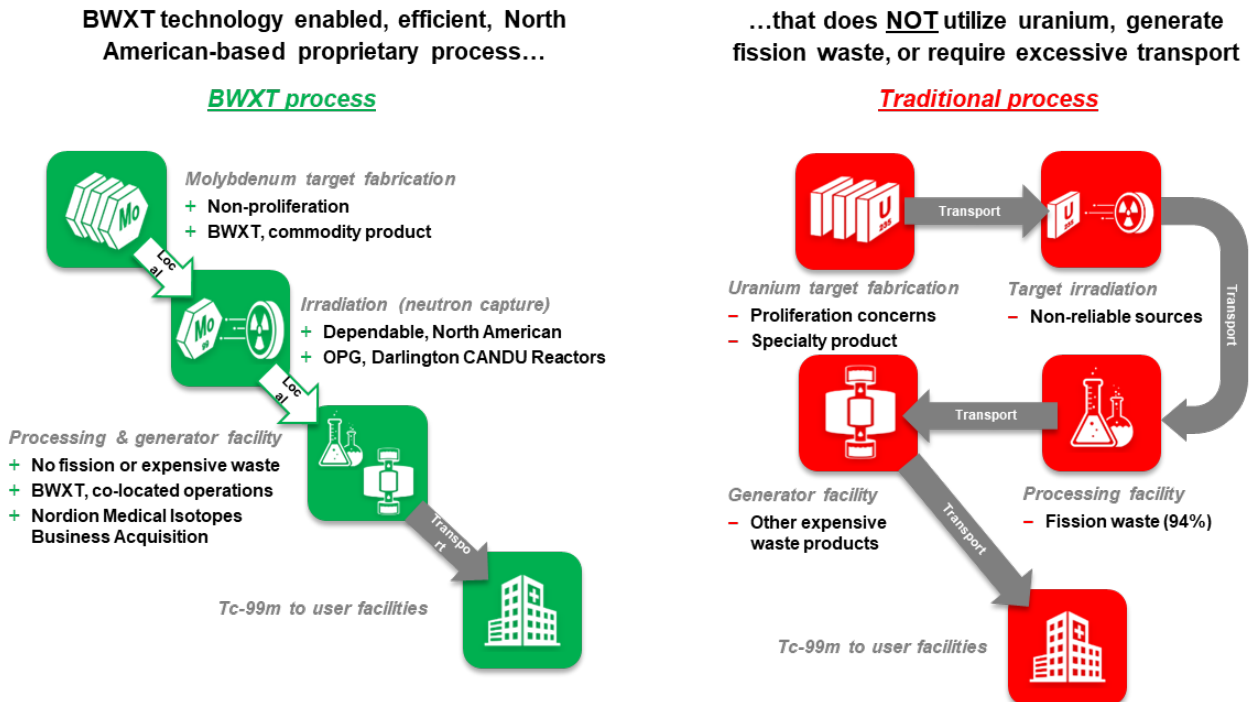 BWXT technology enabled, efficient, North
American-based proprietary process…
BWXT process
Mo
Molybdenum target fabrication
+ Non-proliferation
+ BWXT, commodity product
Loc
al
Mo
99
Irradiation (neutron capture)
+ Dependable, North American
+ OPG, Darlington CANDU Reactors
Loc
al
Processing & generator facility
+ No fission or expensive waste
+ BWXT, co-located operations
+ Nordion Medical Isotopes
Business Acquisition
Transpo
rt
Tc-99m to user facilities
…that does NOT utilize uranium, generate
fission waste, or require excessive transport
Traditional process
U
235
Transport
U
235
Uranium target fabrication
– Proliferation concerns
– Specialty product
Target irradiation
– Non-reliable sources
Transport
Transport
Generator facility
– Other expensive
waste products
Processing facility
– Fission waste (94%)
Transport
Tc-99m to user facilities